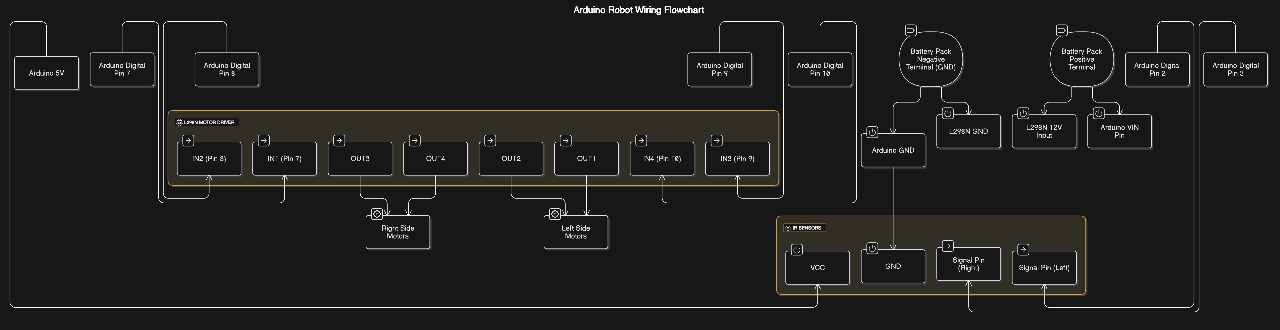 Arduino Robot Wiring Flowchart
Arduino 5V
Arduino Digital
Pin 7
Arduino Digital
Pin 8
Arduino Digital
Pin 9
Arduino Digital
Pin 10
Battery Pack
Negative
Terminal (GND)
Battery Pack
Positive
Terminal
Arduino Digital
Pin 2
Arduino Digital
Pin 3
L298N MOTOR DRIVER
IN2 (Pin 8)
IN1 (Pin 7)
OUT3
OUT4
OUT2
OUT1
IN4 (Pin 10)
IN3 (Pin 9)
Arduino GND
L298N GND
L298N 12V
Input
Arduino VIN
Pin
Right Side
Motors
Left Side
Motors
IR SENSORS
VCC
GND
Signal Pin
(Right)
Signal Pin (Left)